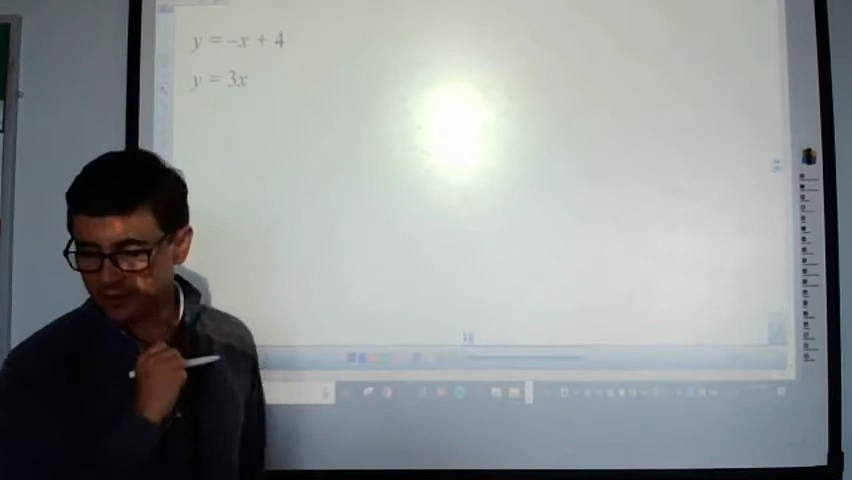 y = –x + 4
y = 3x